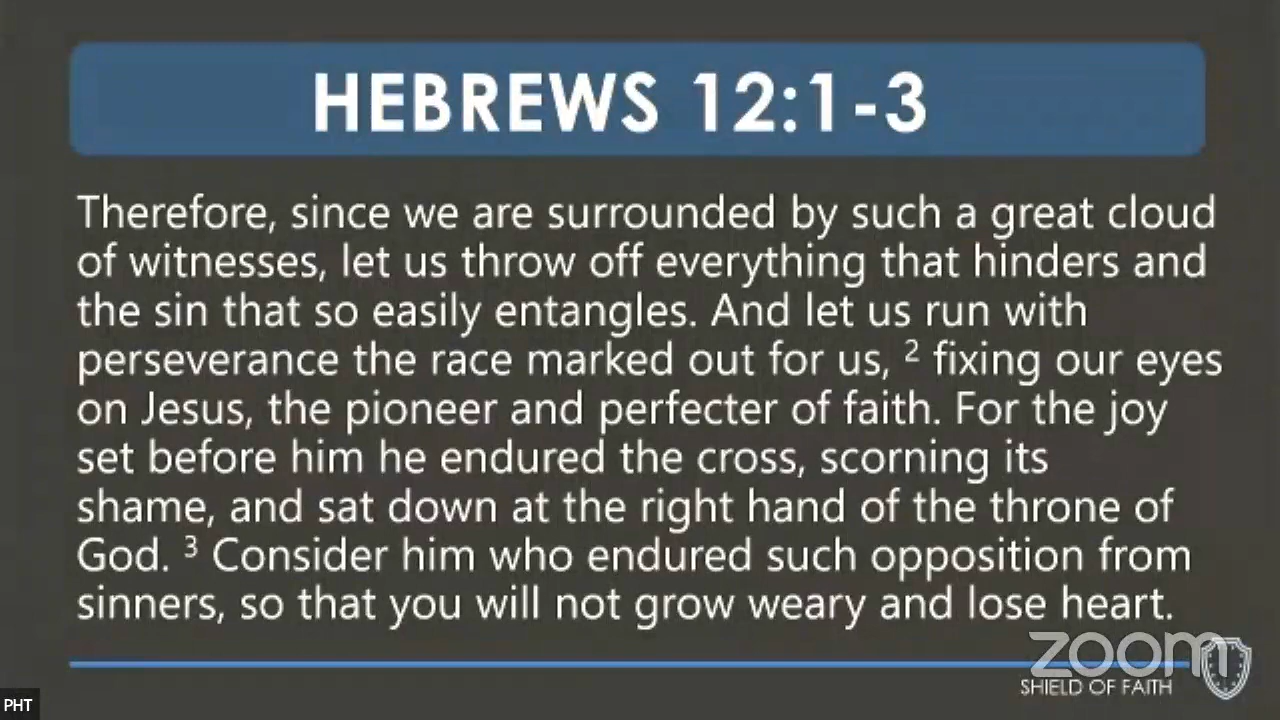 HEBREWS 12:1-3
Therefore, since we are surrounded by such a great cloud
of witnesses, let us throw off everything that hinders and
the sin that so easily entangles. And let us run with
perseverance the race marked out for us, ² fixing our eyes
on Jesus, the pioneer and perfecter of faith. For the joy
set before him he endured the cross, scorning its
shame, and sat down at the right hand of the throne of
God. ³ Consider him who endured such opposition from
sinners, so that you will not grow weary and lose heart.
zoom
SHIELD OF FAITH
PHT